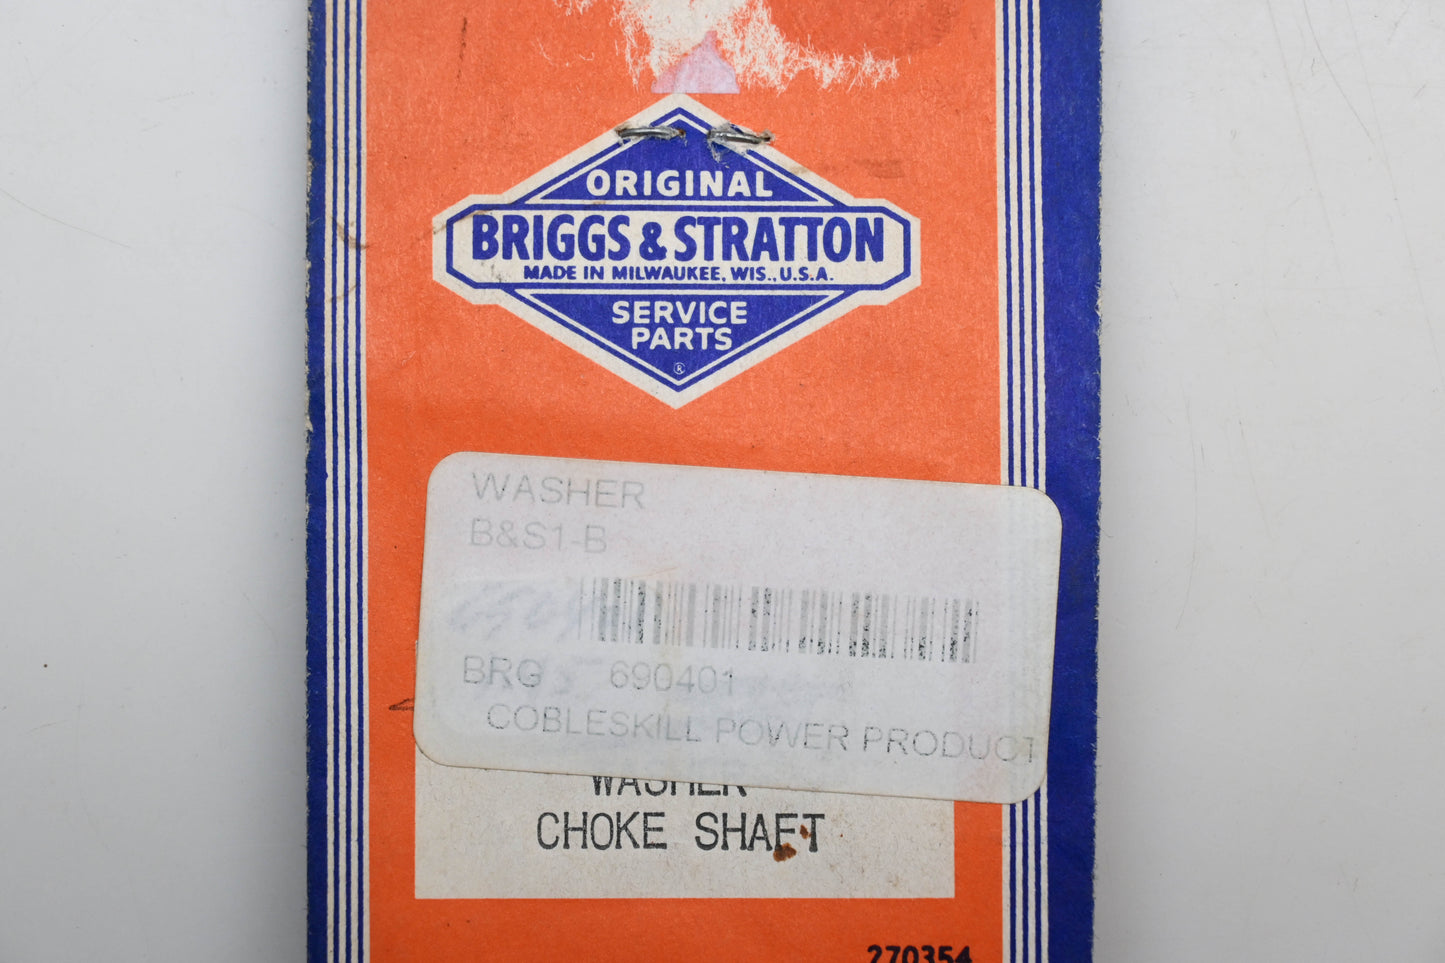 ORIGINAL
BRIGGS & STRATTON
MADE IN MILWAUKEE, WIS., U.S.A.
SERVICE
PARTS
®
WASHER
B&S1-B
BRG 690401
COBLESKILL POWER PRODUCT
WASHER
CHOKE SHAFT
270354